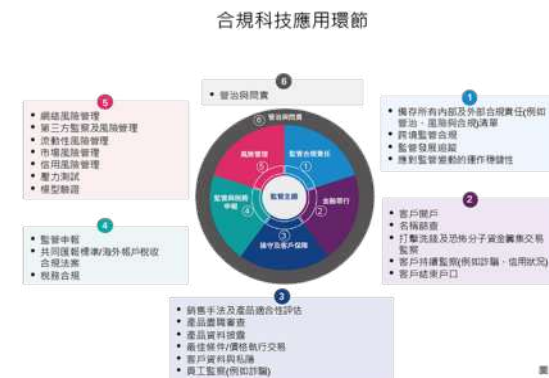 合規科技應用環節
6
• 管治與問責
5
• 網絡風險管理
• 第三方監察及風險管理
• 流動性風險管理
• 市場風險管理
• 信用風險管理
• 壓力測試
• 模型驗證
1
• 備存所有內部及外部合規責任(例如
管治、風險與合規)清單
• 跨境監管合規
• 監管發展追蹤
• 應對監管變動的運作穩健性
⑥ 管治與問責
風險管理
⑤
監管合規責任
①
監管與稅務
申報 ④
監管主題
金融罪行
②
③
操守及客戶保障
4
• 監管申報
• 共同匯報標準/海外帳戶稅收
合規法案
• 稅務合規
2
• 客戶開戶
• 名稱篩查
• 打擊洗錢及恐怖分子資金籌集交易
監察
• 客戶持續監察(例如詐騙、信用狀況)
• 客戶結束戶口
3
• 銷售手法及產品適合性評估
• 產品盡職審查
• 產品資料披露
• 最佳條件/價格執行交易
• 客戶資料與私隱
• 員工監察(例如詐騙)